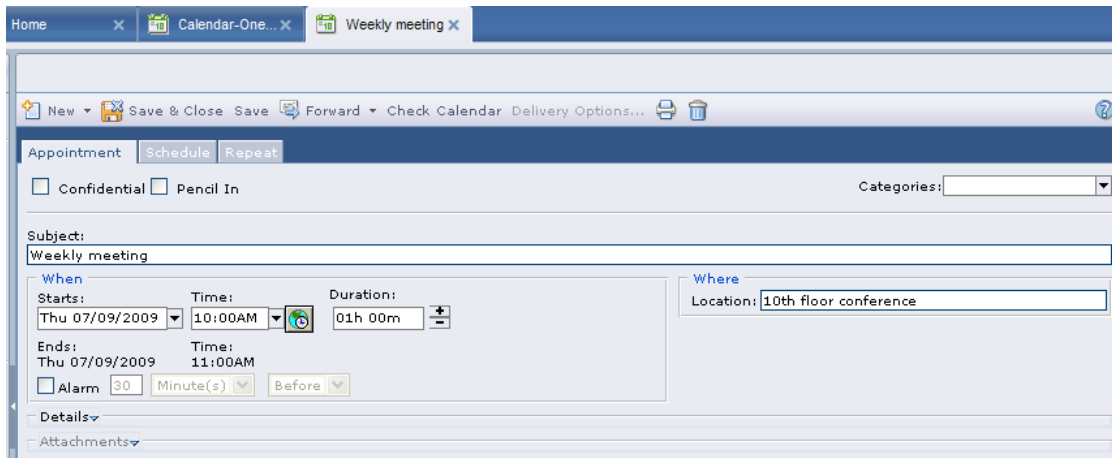 Home Calendar-One... Weekly meeting
New Save & Close Save Forward Check Calendar Delivery Options...
Appointment Schedule Repeat
Confidential Pencil In Categories:
Subject:
Weekly meeting
When Where
Starts: Time: Duration:
Thu 07/09/2009 10:00AM 01h 00m Location: 10th floor conference
Ends: Time:
Thu 07/09/2009 11:00AM
Alarm 30 Minute(s) Before
Details
Attachments